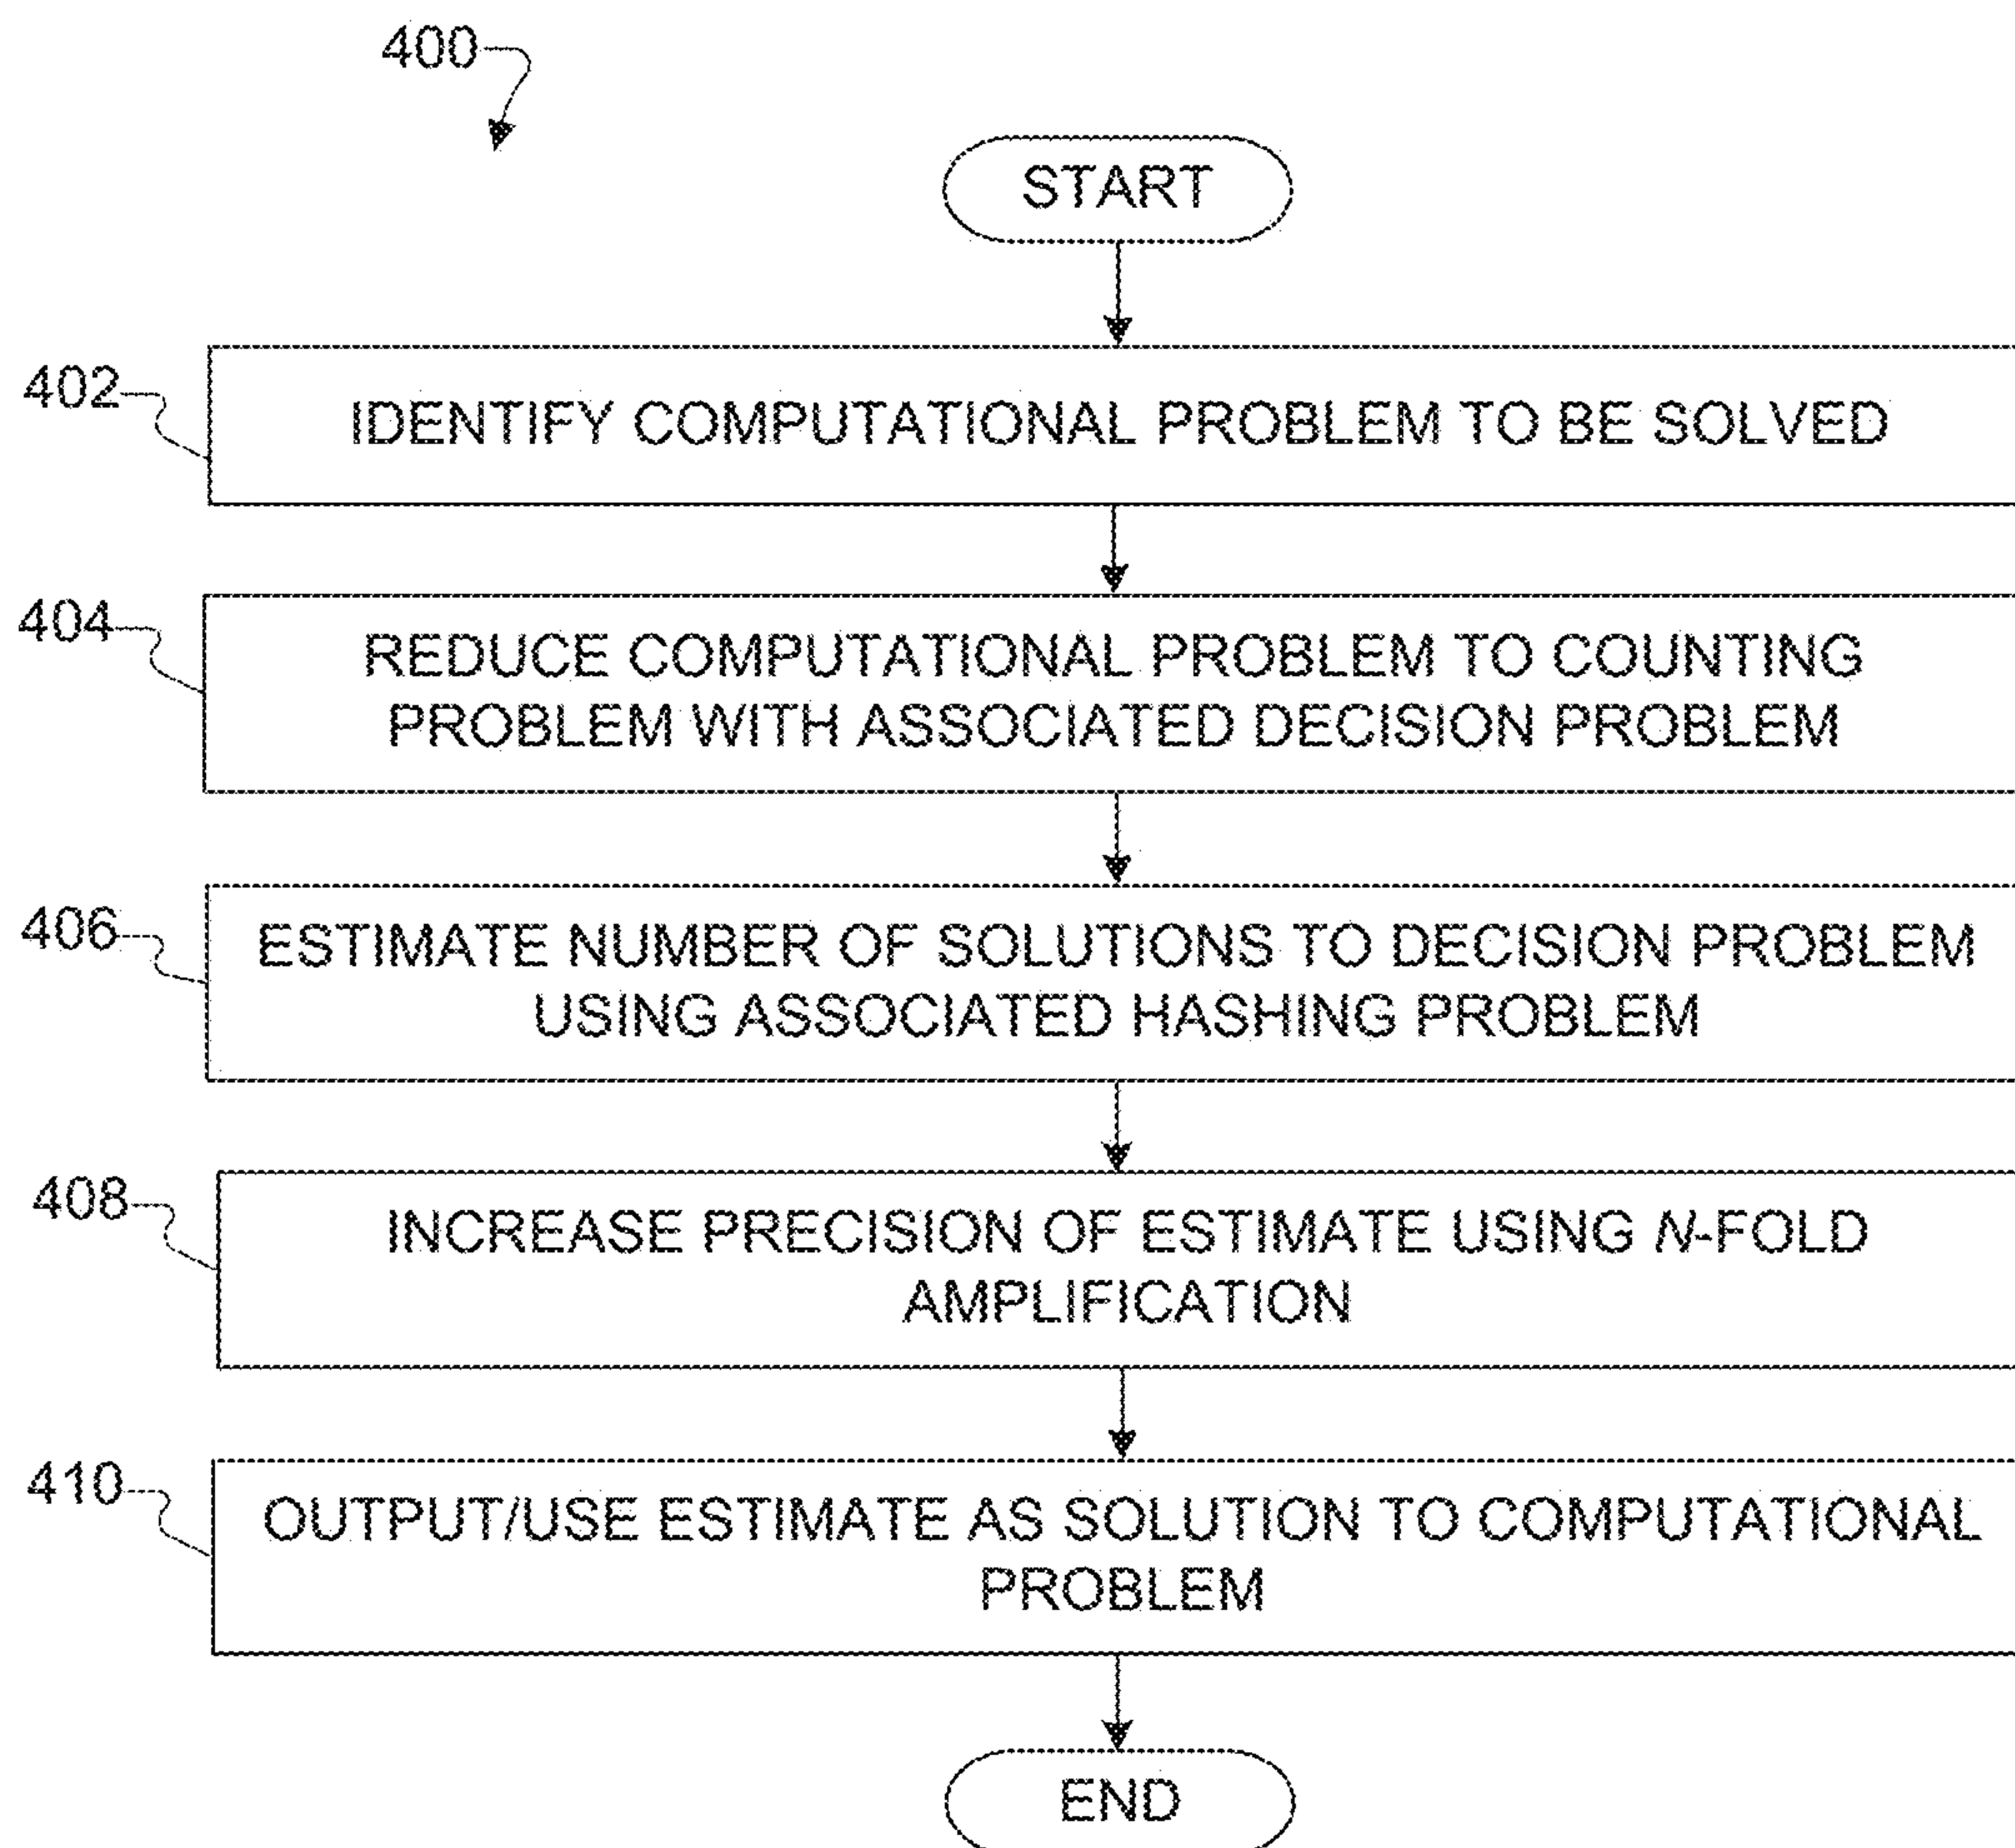 400
START
402
IDENTIFY COMPUTATIONAL PROBLEM TO BE SOLVED
404
REDUCE COMPUTATIONAL PROBLEM TO COUNTING
PROBLEM WITH ASSOCIATED DECISION PROBLEM
406
ESTIMATE NUMBER OF SOLUTIONS TO DECISION PROBLEM
USING ASSOCIATED HASHING PROBLEM
408
INCREASE PRECISION OF ESTIMATE USING N-FOLD
AMPLIFICATION
410
OUTPUT/USE ESTIMATE AS SOLUTION TO COMPUTATIONAL
PROBLEM
END